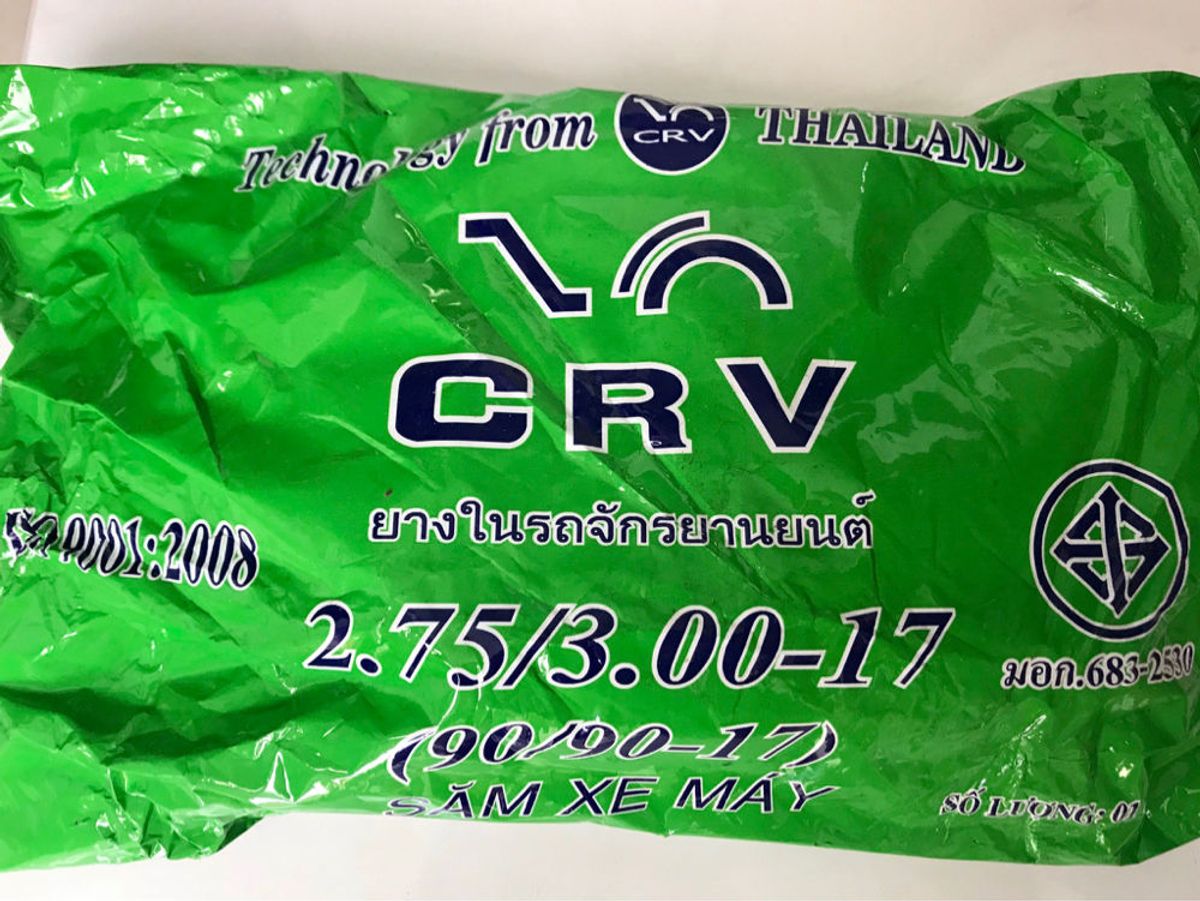 Technology from CRV THAILAND
CRV
ยางในรถจักรยานยนต์
ISO 9001:2008
2.75/3.00-17
มอก.683-2530
(90/90-17)
SĂM XE MÁY
SỐ LƯỢNG: 01